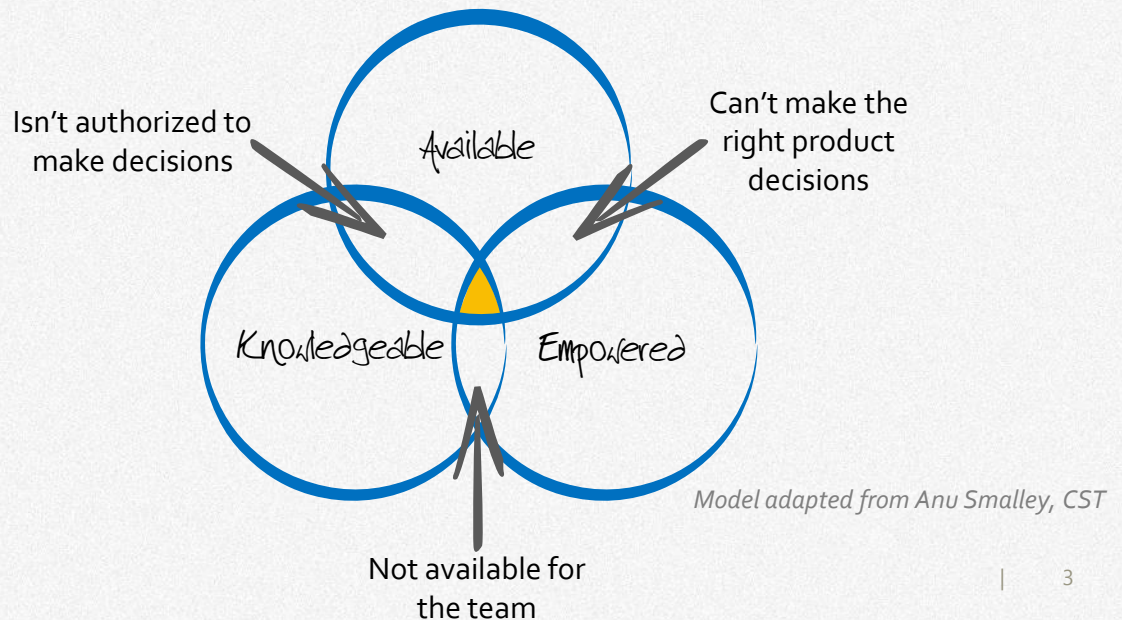 Isn't authorized to
make decisions
Available
Can't make the
right product
decisions
Knowledgeable
Empowered
Model adapted from Anu Smalley, CST
Not available for
the team
| 3